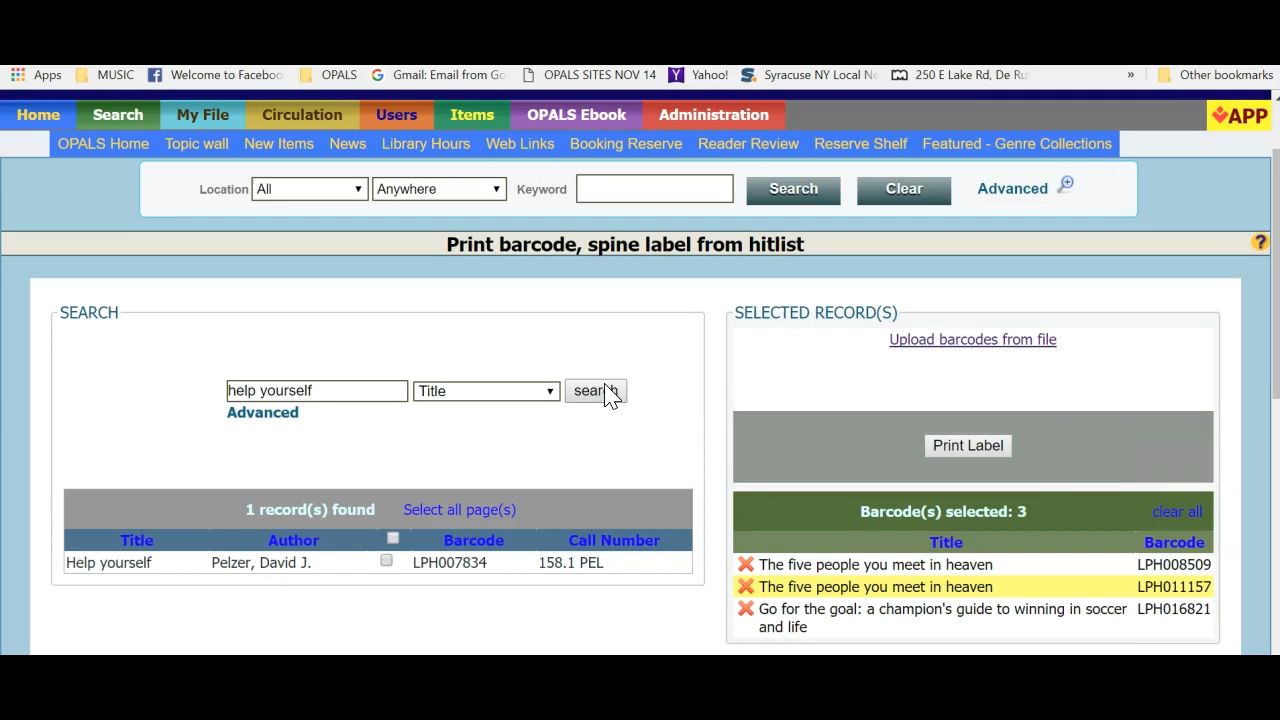 Apps MUSIC Welcome to Faceboo OPALS Gmail: Email from Go OPALS SITES NOV 14 Yahoo! Syracuse NY Local Ne 250 E Lake Rd, De Ru » Other bookmarks
Home Search My File Circulation Users Items OPALS Ebook Administration APP
OPALS Home Topic wall New Items News Library Hours Web Links Booking Reserve Reader Review Reserve Shelf Featured - Genre Collections
Location All Anywhere Keyword Search Clear Advanced
Print barcode, spine label from hitlist ?
SEARCH
help yourself Title search
Advanced
1 record(s) found Select all page(s)
Title Author Barcode Call Number
Help yourself Pelzer, David J. LPH007834 158.1 PEL
SELECTED RECORD(S)
Upload barcodes from file
Print Label
Barcode(s) selected: 3 clear all
Title Barcode
The five people you meet in heaven LPH008509
The five people you meet in heaven LPH011157
Go for the goal: a champion's guide to winning in soccer LPH016821
and life